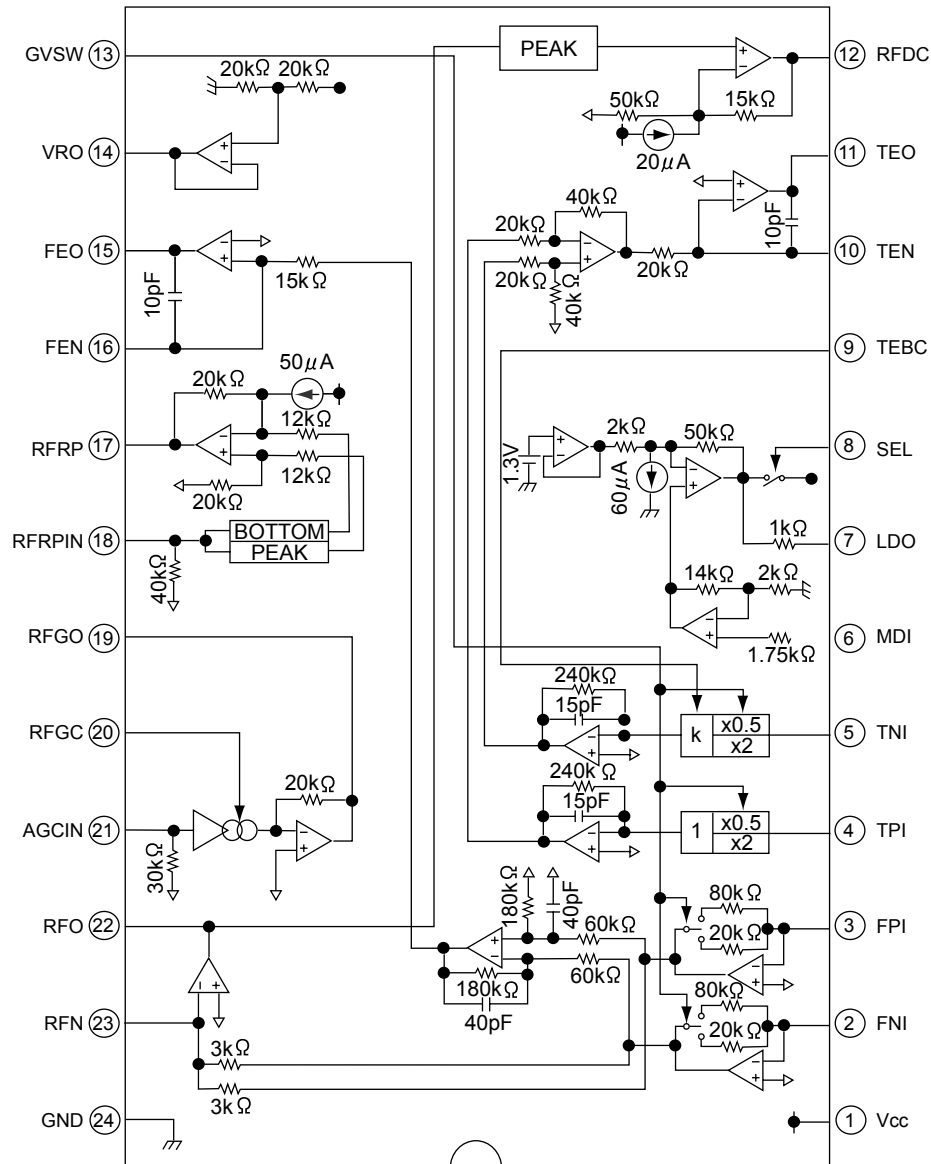 GVSW 13
PEAK
12 RFDC
20kΩ 20kΩ
50kΩ 15kΩ
20μA
VRO 14
11 TEO
40kΩ
20kΩ
10pF
FEO 15
15kΩ
20kΩ
20kΩ
10 TEN
10pF
40kΩ
FEN 16
9 TEBC
50μA
20kΩ
12kΩ
RFRP 17
12kΩ
20kΩ
2kΩ 50kΩ
1.3V
60μA
8 SEL
RFRPIN 18
BOTTOM
PEAK
40kΩ
1kΩ
7 LDO
14kΩ 2kΩ
RFGO 19
6 MDI
1.75kΩ
240kΩ
15pF
RFGC 20
k x0.5
x2
5 TNI
20kΩ
240kΩ
15pF
AGCIN 21
30kΩ
1 x0.5
x2
4 TPI
180kΩ
40pF
80kΩ
RFO 22
60kΩ
20kΩ
3 FPI
60kΩ
180kΩ
40pF
80kΩ
RFN 23
20kΩ
2 FNI
3kΩ
3kΩ
GND 24
1 Vcc